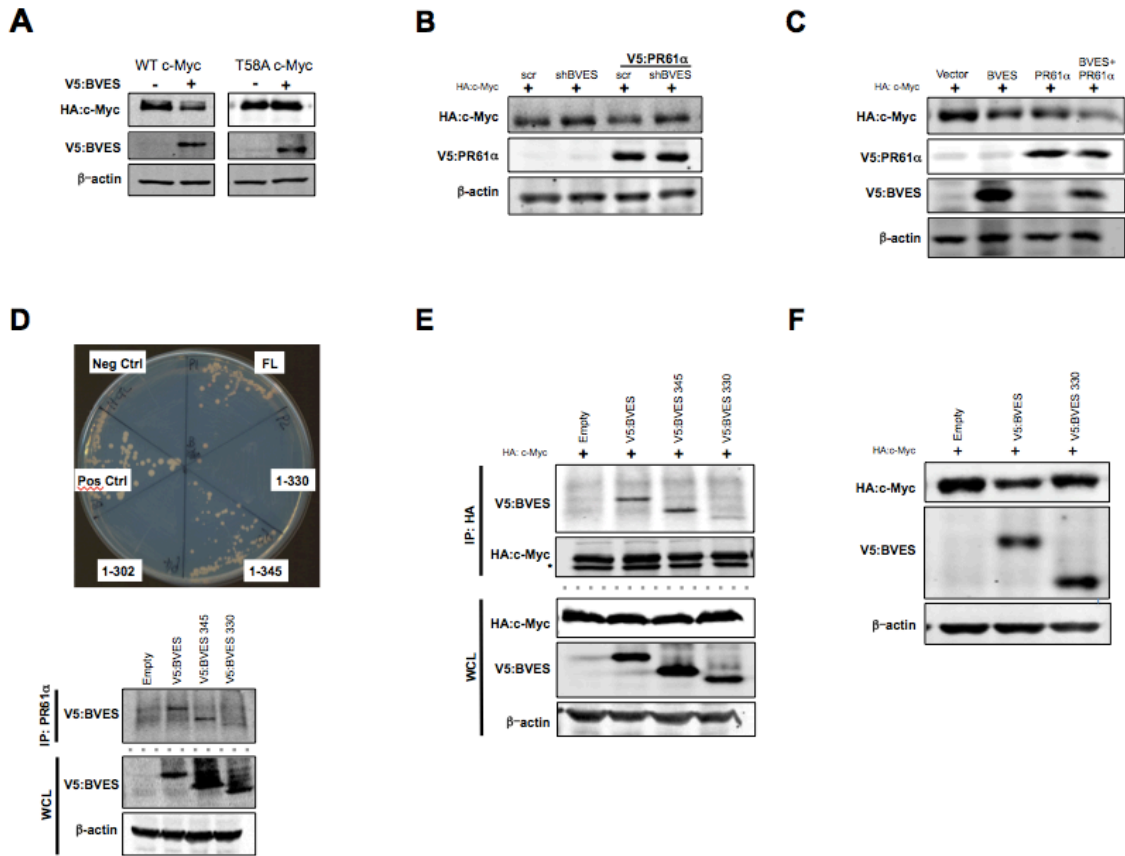 A
WT c-Myc T58A c-Myc
V5:BVES - + - +
HA:c-Myc
V5:BVES
β-actin
B
V5:PR61α
scr shBVES scr shBVES
HA:c-Myc + + + +
HA:c-Myc
V5:PR61α
β-actin
C
Vector BVES PR61α BVES+
PR61α
HA: c-Myc + + + +
HA:c-Myc
V5:PR61α
V5:BVES
β-actin
D
Neg Ctrl FL
Pos Ctrl 1-330
1-302 1-345
Empty
V5:BVES
V5:BVES 345
V5:BVES 330
IP: PR61α
V5:BVES
WCL
V5:BVES
β-actin
E
Empty
V5:BVES
V5:BVES 345
V5:BVES 330
HA: c-Myc + + + +
IP: HA
V5:BVES
HA:c-Myc
WCL
HA:c-Myc
V5:BVES
β-actin
F
Empty
V5:BVES
V5:BVES 330
HA:c-Myc + + +
HA:c-Myc
V5:BVES
β-actin